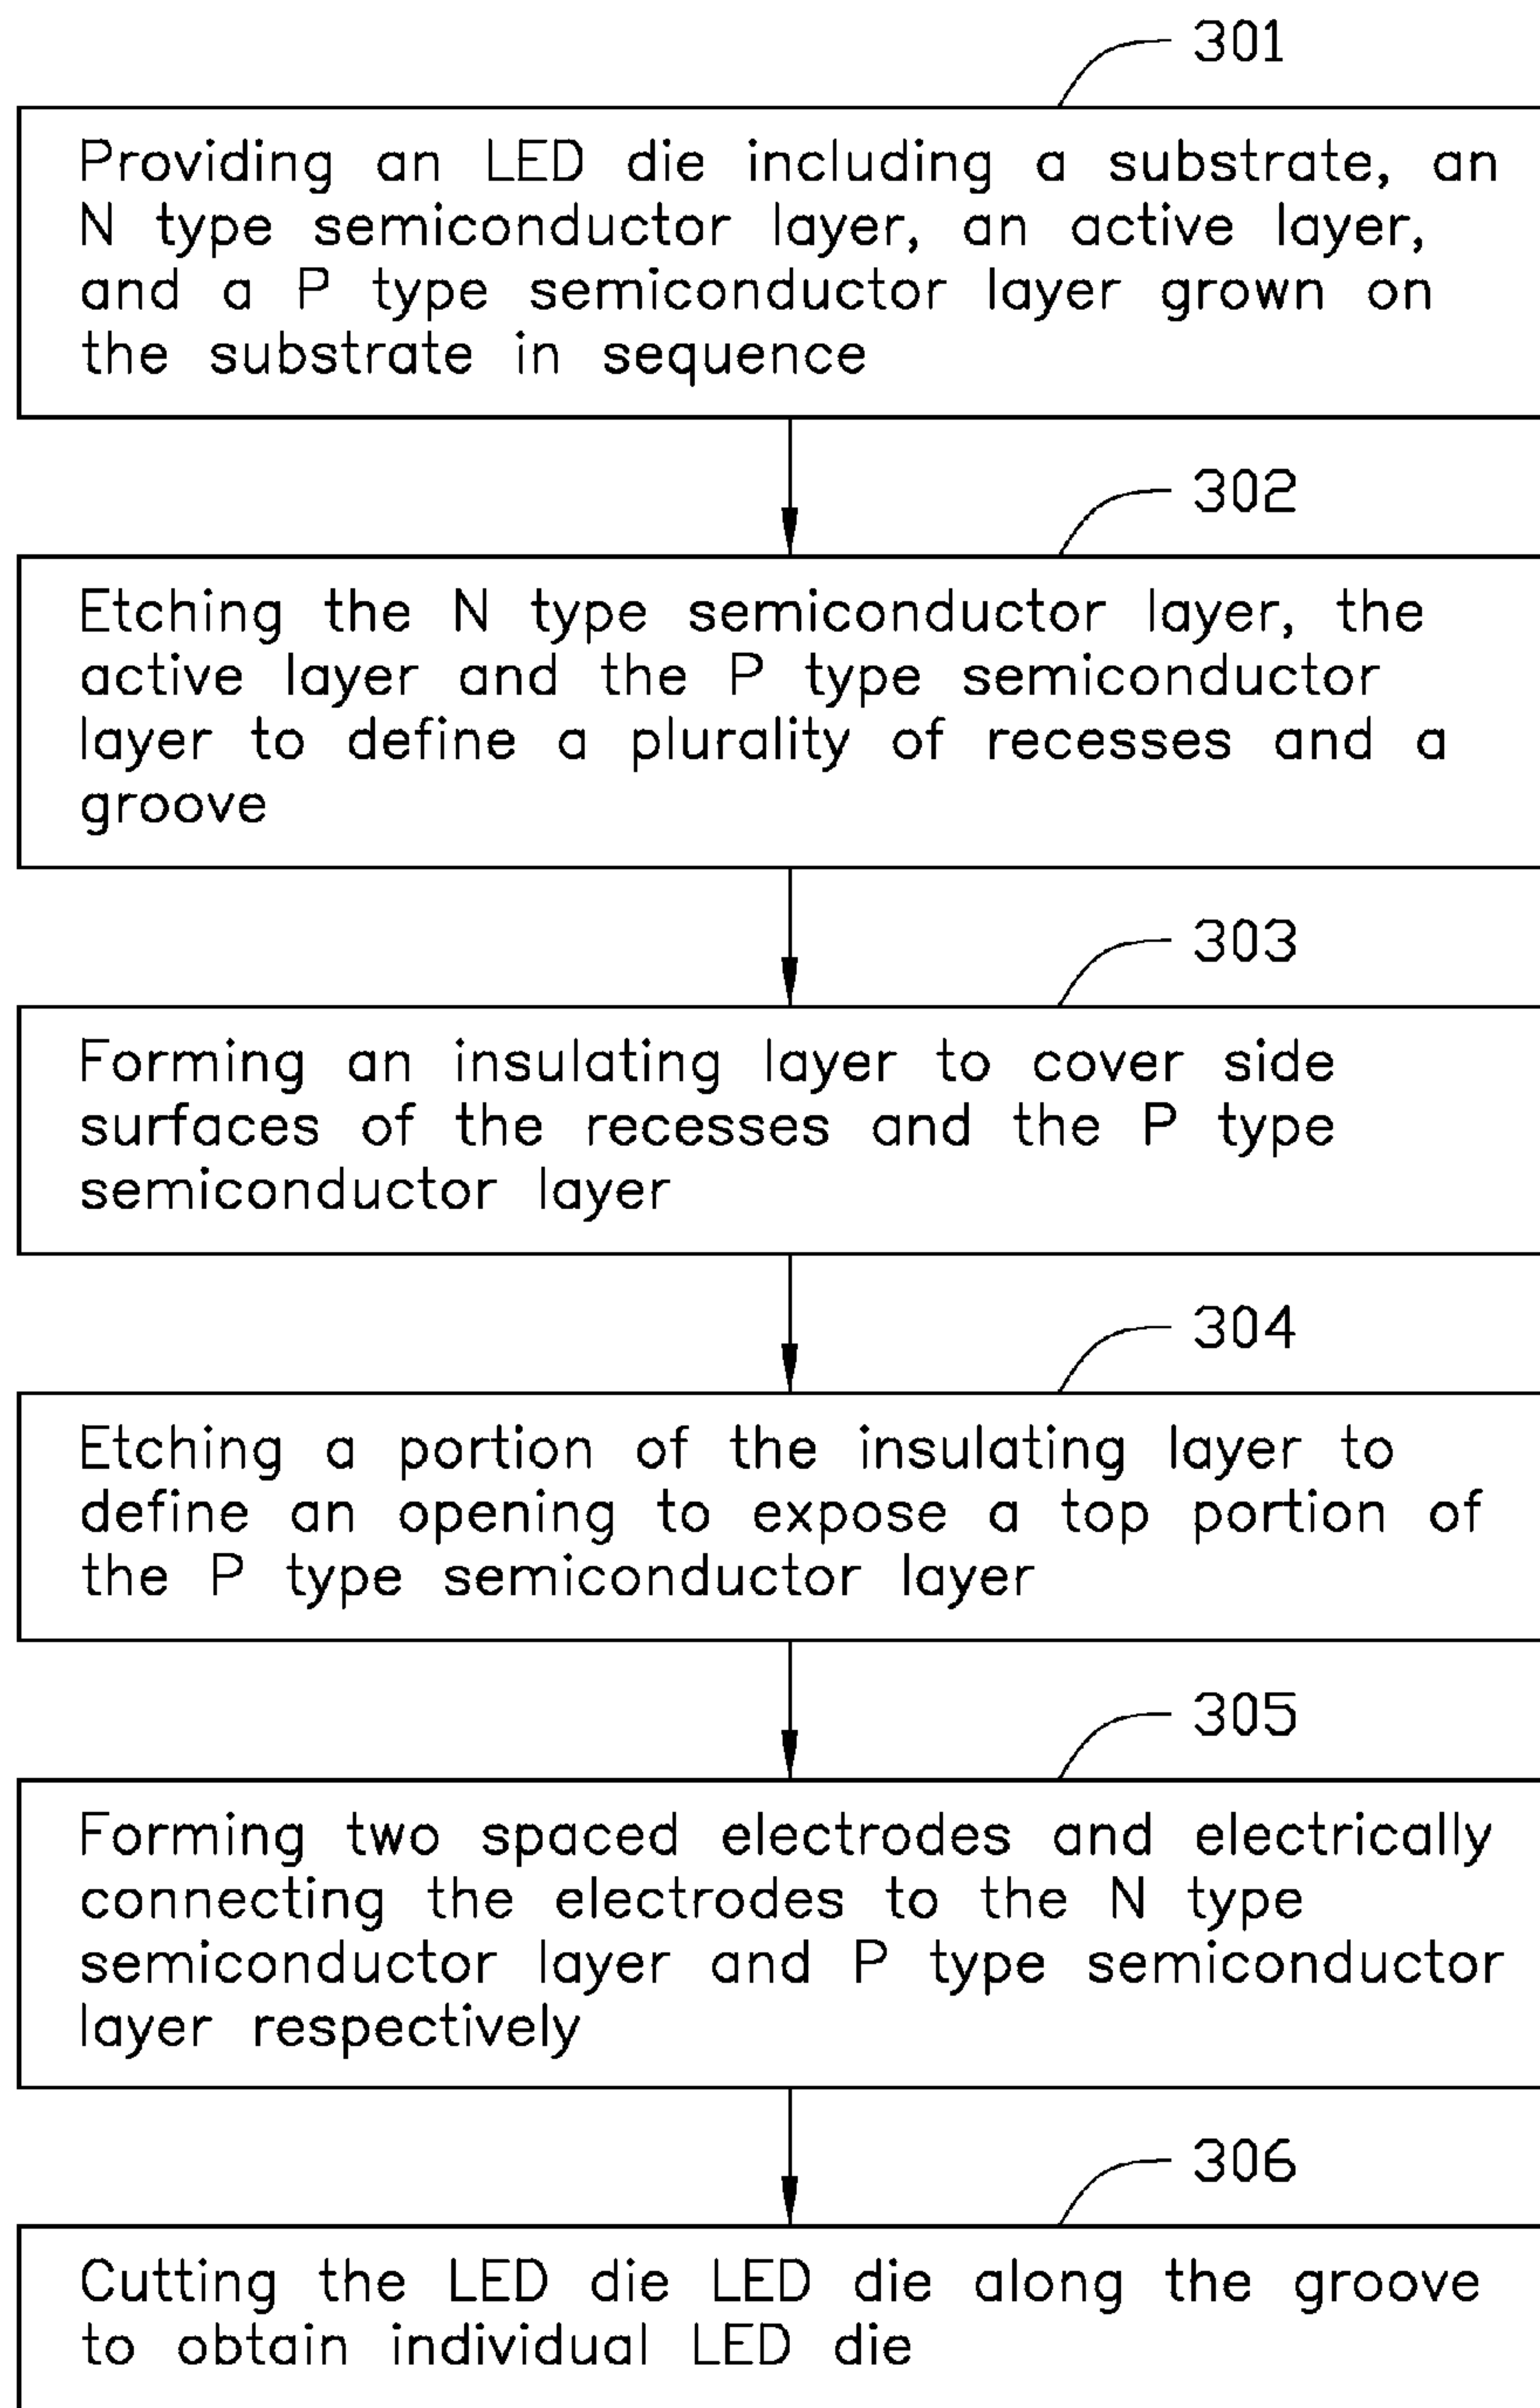 301
Providing an LED die including a substrate, an
N type semiconductor layer, an active layer,
and a P type semiconductor layer grown on
the substrate in sequence
302
Etching the N type semiconductor layer, the
active layer and the P type semiconductor
layer to define a plurality of recesses and a
groove
303
Forming an insulating layer to cover side
surfaces of the recesses and the P type
semiconductor layer
304
Etching a portion of the insulating layer to
define an opening to expose a top portion of
the P type semiconductor layer
305
Forming two spaced electrodes and electrically
connecting the electrodes to the N type
semiconductor layer and P type semiconductor
layer respectively
306
Cutting the LED die LED die along the groove
to obtain individual LED die